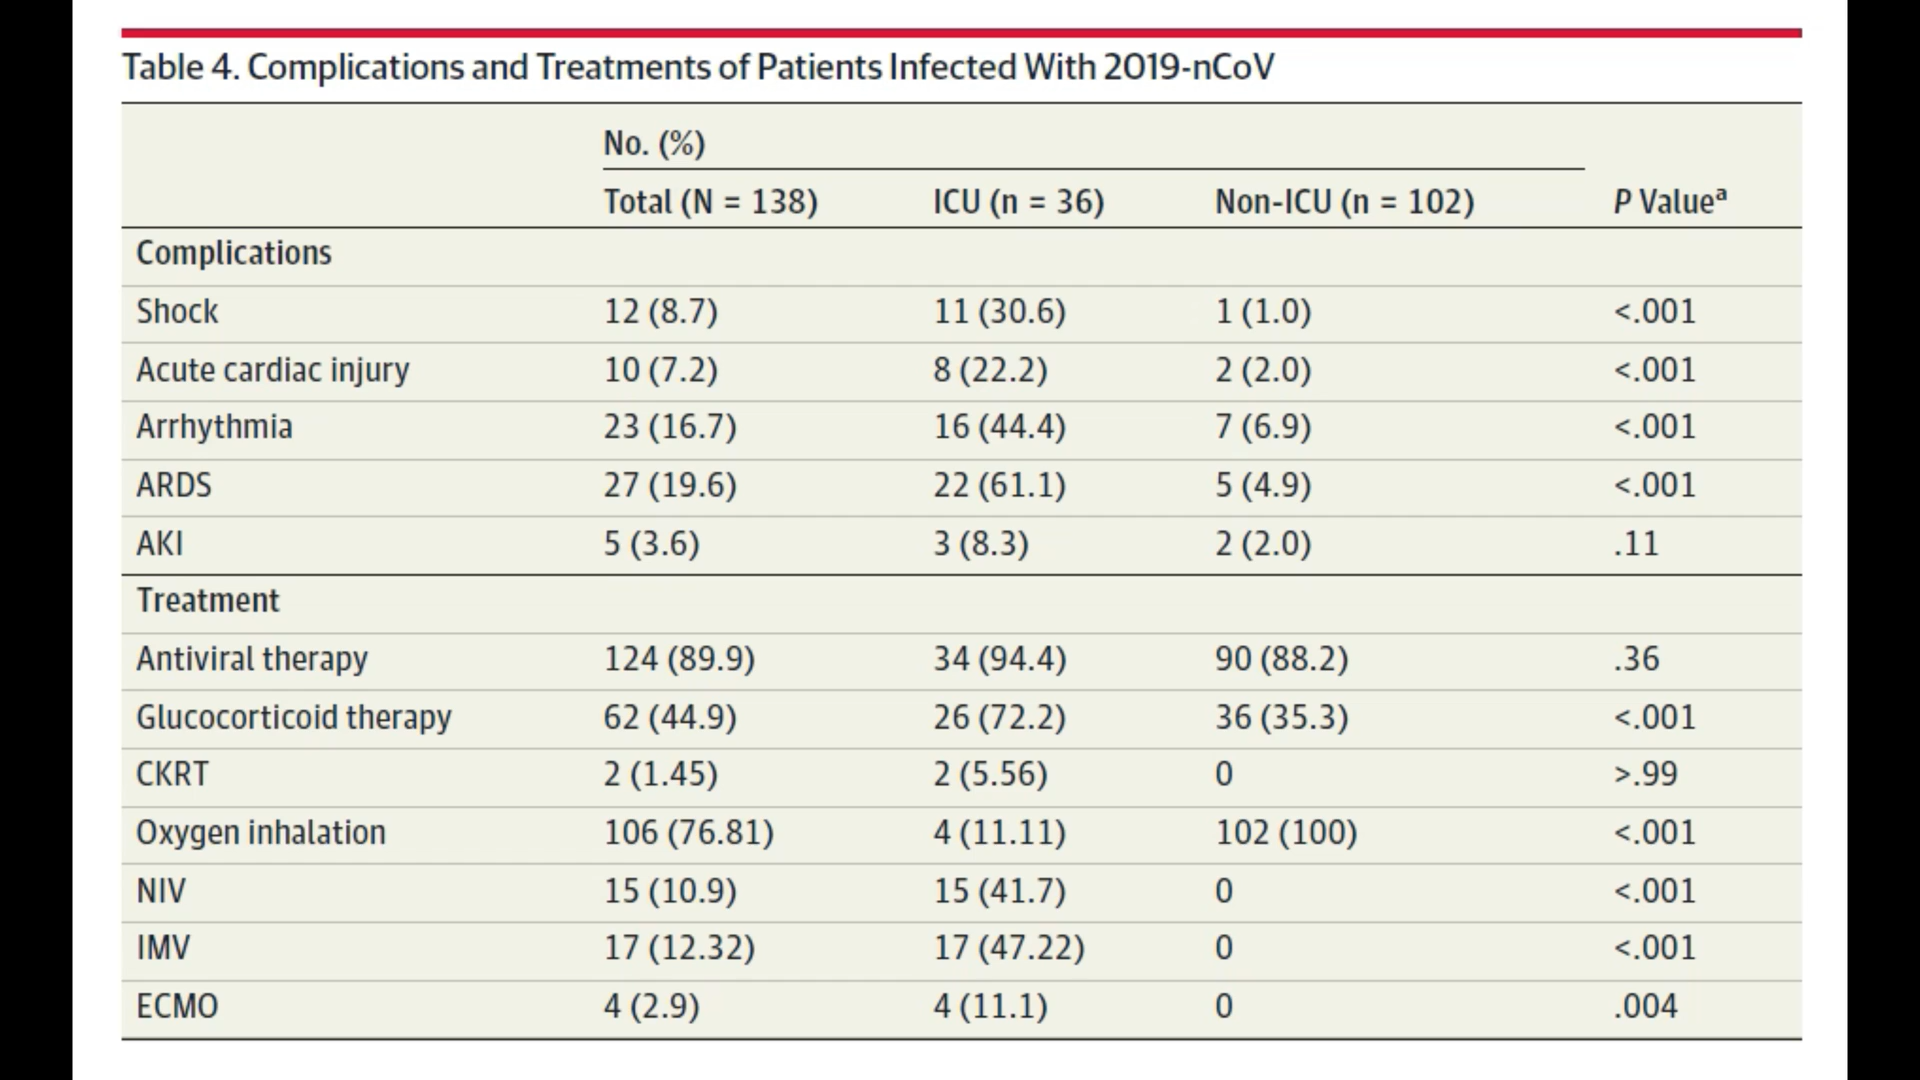 Table 4. Complications and Treatments of Patients Infected With 2019-nCoV
No. (%)
Total (N = 138) ICU (n = 36) Non-ICU (n = 102) P Valueᵃ
Complications
Shock 12 (8.7) 11 (30.6) 1 (1.0) <.001
Acute cardiac injury 10 (7.2) 8 (22.2) 2 (2.0) <.001
Arrhythmia 23 (16.7) 16 (44.4) 7 (6.9) <.001
ARDS 27 (19.6) 22 (61.1) 5 (4.9) <.001
AKI 5 (3.6) 3 (8.3) 2 (2.0) .11
Treatment
Antiviral therapy 124 (89.9) 34 (94.4) 90 (88.2) .36
Glucocorticoid therapy 62 (44.9) 26 (72.2) 36 (35.3) <.001
CKRT 2 (1.45) 2 (5.56) 0 >.99
Oxygen inhalation 106 (76.81) 4 (11.11) 102 (100) <.001
NIV 15 (10.9) 15 (41.7) 0 <.001
IMV 17 (12.32) 17 (47.22) 0 <.001
ECMO 4 (2.9) 4 (11.1) 0 .004